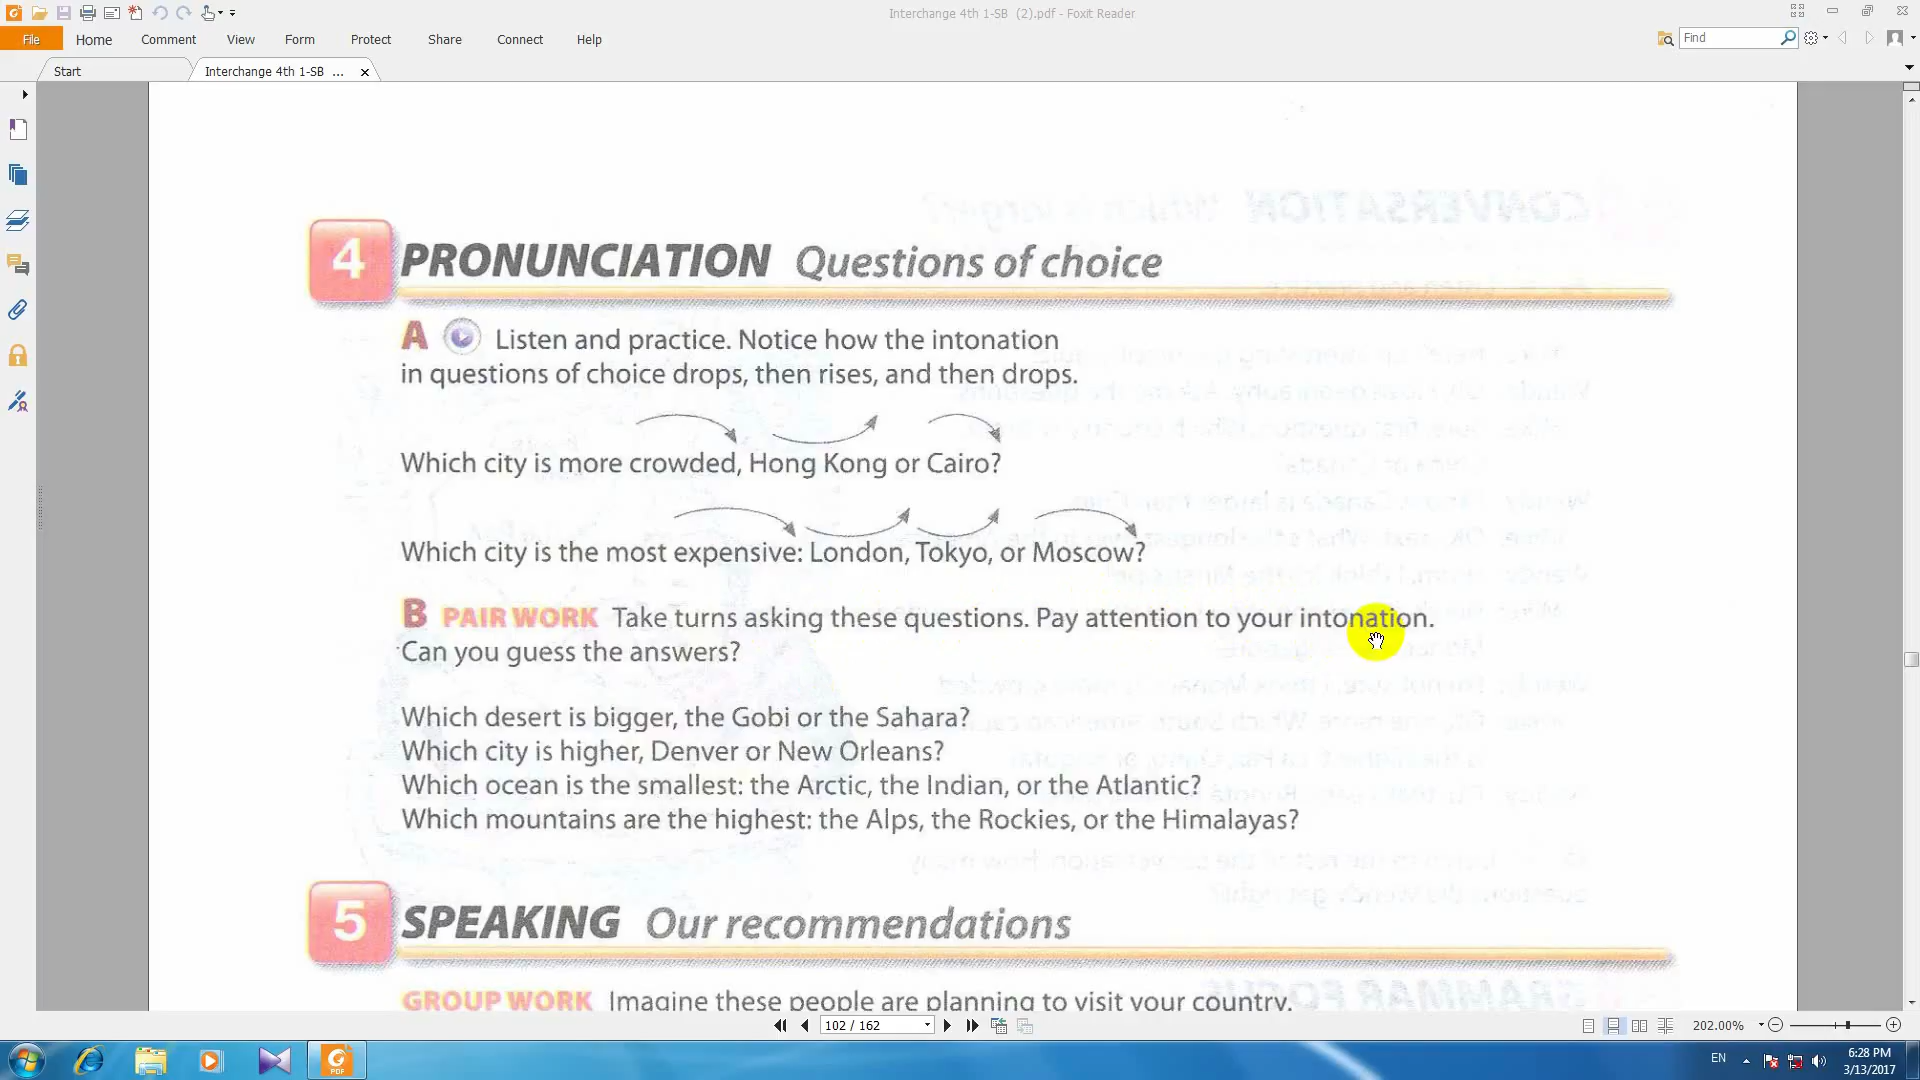 Interchange 4th 1-SB (2).pdf - Foxit Reader
File Home Comment View Form Protect Share Connect Help
Find
Start
Interchange 4th 1-SB ...
4 PRONUNCIATION Questions of choice
A Listen and practice. Notice how the intonation
in questions of choice drops, then rises, and then drops.
Which city is more crowded, Hong Kong or Cairo?
Which city is the most expensive: London, Tokyo, or Moscow?
B PAIR WORK Take turns asking these questions. Pay attention to your intonation.
Can you guess the answers?
Which desert is bigger, the Gobi or the Sahara?
Which city is higher, Denver or New Orleans?
Which ocean is the smallest: the Arctic, the Indian, or the Atlantic?
Which mountains are the highest: the Alps, the Rockies, or the Himalayas?
5 SPEAKING Our recommendations
GROUP WORK Imagine these people are planning to visit your country.
102 / 162
202.00%
EN
6:28 PM
3/13/2017